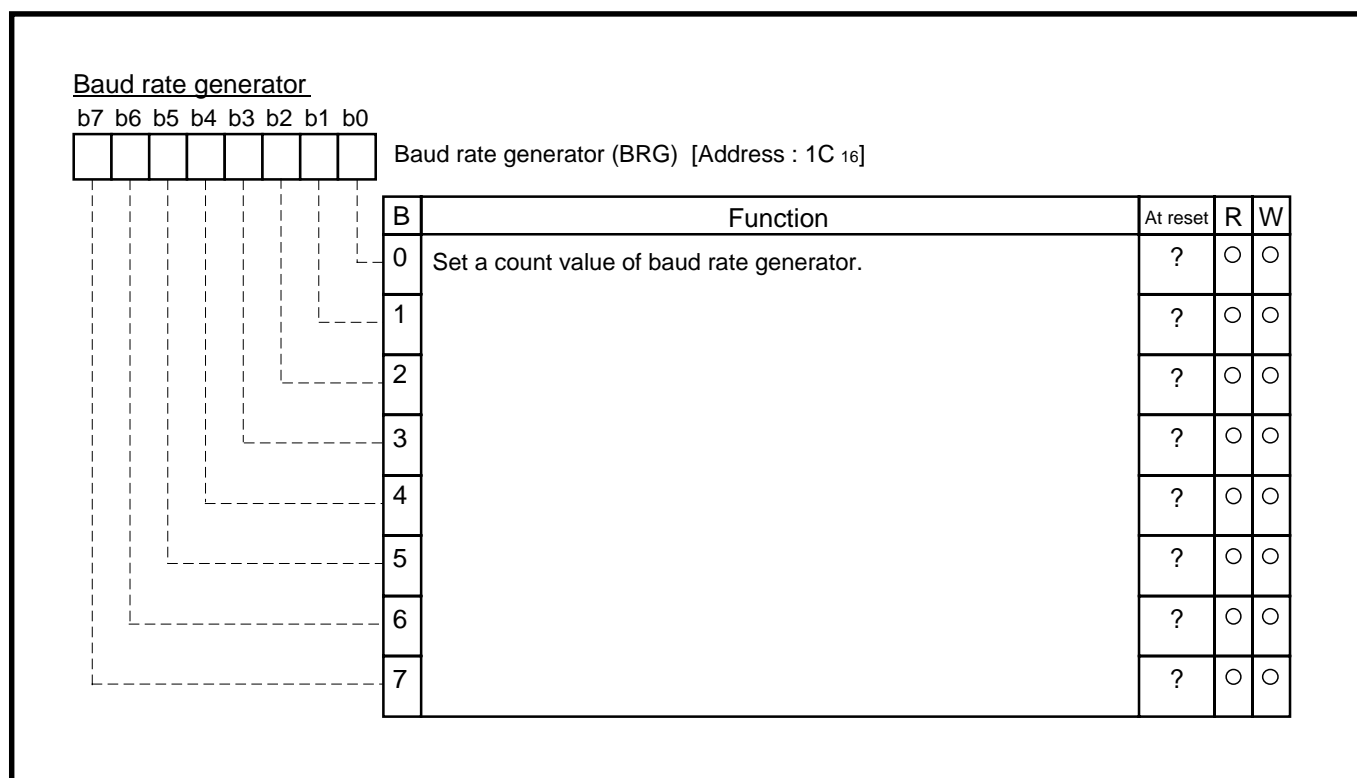 Baud rate generator
b7 b6 b5 b4 b3 b2 b1 b0
Baud rate generator (BRG) [Address : 1C 16]
B Function At reset R W
0 Set a count value of baud rate generator. ? ○ ○
1 ? ○ ○
2 ? ○ ○
3 ? ○ ○
4 ? ○ ○
5 ? ○ ○
6 ? ○ ○
7 ? ○ ○